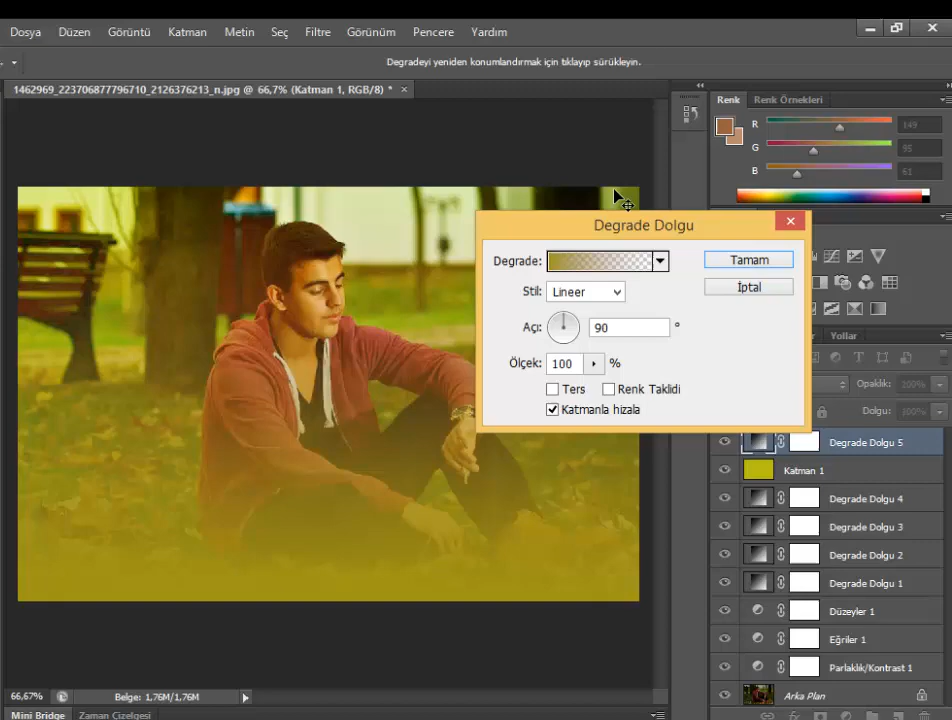 Dosya Düzen Görüntü Katman Metin Seç Filtre Görünüm Pencere Yardım
Degradeyi yeniden konumlandırmak için tıklayıp sürükleyin.
1462969_223706877796710_2126376213_n.jpg @ 66,7% (Katman 1, RGB/8) *
Renk Renk Örnekleri
R 149
G 95
B 61
Degrade Dolgu
Degrade:
Tamam
Stil: Lineer
İptal
Açı: 90 °
Ölçek: 100 %
Ters Renk Taklidi
Katmanla hizala
Yollar
Opaklık: 200%
Dolgu: 300%
Degrade Dolgu 5
Katman 1
Degrade Dolgu 4
Degrade Dolgu 3
Degrade Dolgu 2
Degrade Dolgu 1
Düzeyler 1
Eğriler 1
Parlaklık/Kontrast 1
Arka Plan
66,67% Belge: 1,76M/1,76M
Mini Bridge Zaman Çizelgesi